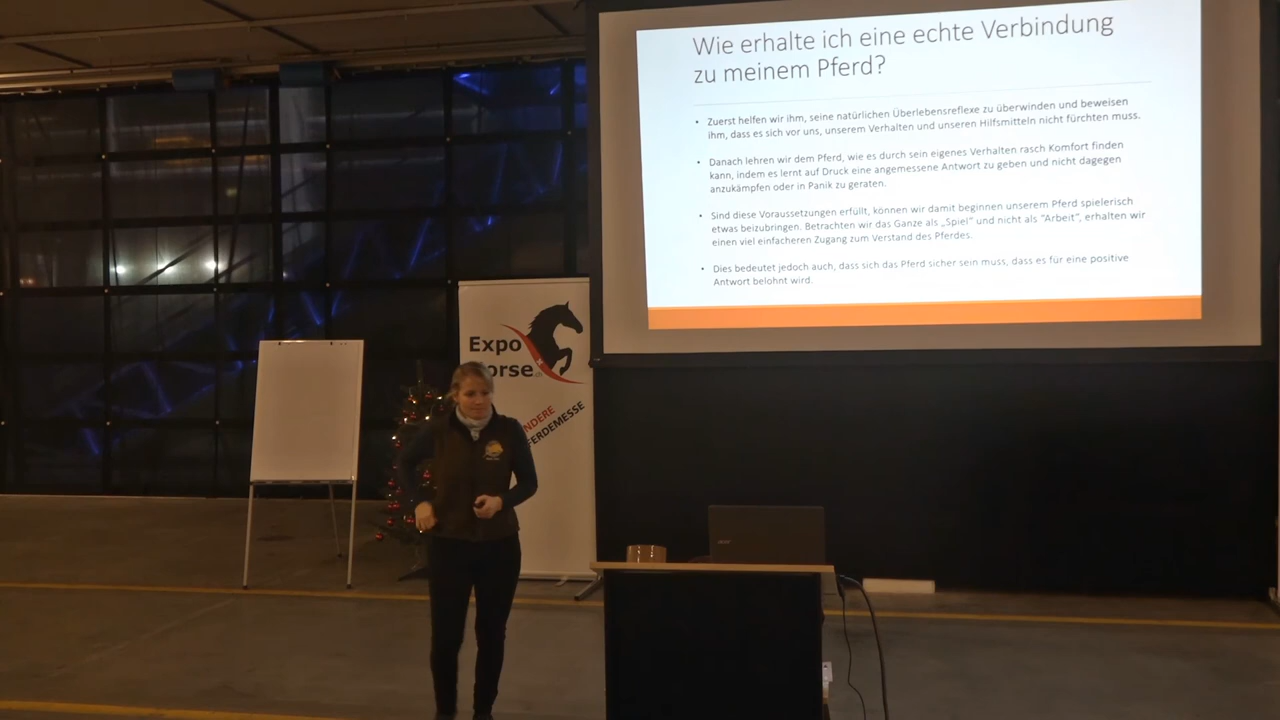 Wie erhalte ich eine echte Verbindung
zu meinem Pferd?
• Zuerst helfen wir ihm, seine natürlichen Überlebensreflexe zu überwinden und beweisen
ihm, dass es sich vor uns, unserem Verhalten und unseren Hilfsmitteln nicht fürchten muss.
• Danach lehren wir dem Pferd, wie es durch sein eigenes Verhalten rasch Komfort finden
kann, indem es lernt auf Druck eine angemessene Antwort zu geben und nicht dagegen
anzukämpfen oder in Panik zu geraten.
• Sind diese Voraussetzungen erfüllt, können wir damit beginnen unserem Pferd spielerisch
etwas beizubringen. Betrachten wir das Ganze als „Spiel“ und nicht als “Arbeit”, erhalten wir
einen viel einfacheren Zugang zum Verstand des Pferdes.
• Dies bedeutet jedoch auch, dass sich das Pferd sicher sein muss, dass es für eine positive
Antwort belohnt wird.
Expo
orse
NDERE
FERDEMESSE
acer